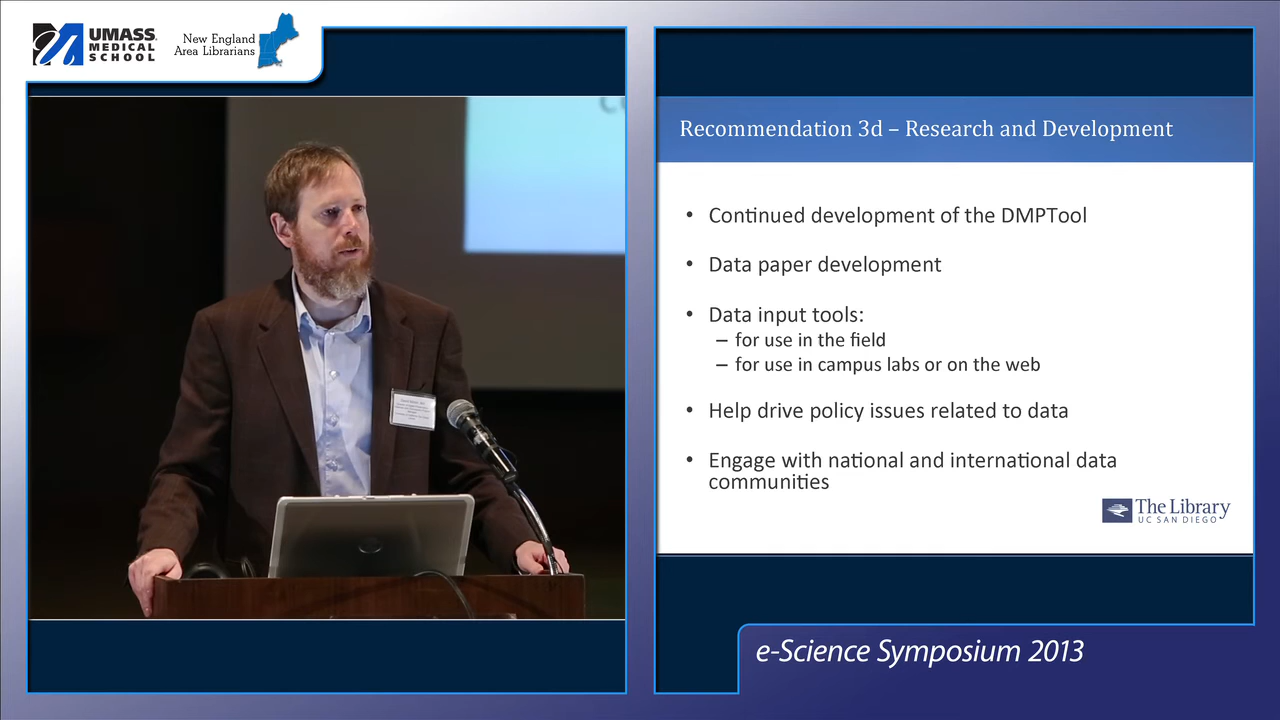 UMASS
MEDICAL
SCHOOL
New England
Area Librarians
Recommendation 3d – Research and Development
• Continued development of the DMPTool
• Data paper development
• Data input tools:
– for use in the field
– for use in campus labs or on the web
• Help drive policy issues related to data
• Engage with national and international data
communities
The Library
UC SAN DIEGO
e-Science Symposium 2013